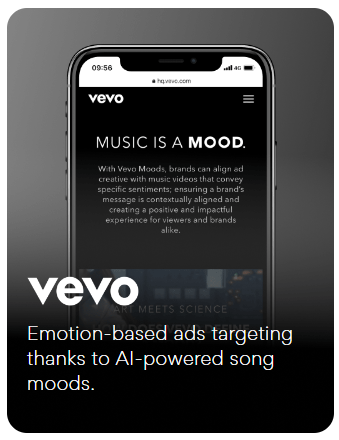 09:56
4G
hq.vevo.com
vevo
MUSIC IS A MOOD.
With Vevo Moods, brands can align ad
creative with music videos that convey
specific sentiments; ensuring a brand's
message is contextually aligned and
creating a positive and impactful
experience for viewers and brands
alike.
ART MEETS SCIENCE
vevo
Emotion-based ads targeting
thanks to AI-powered song
moods.